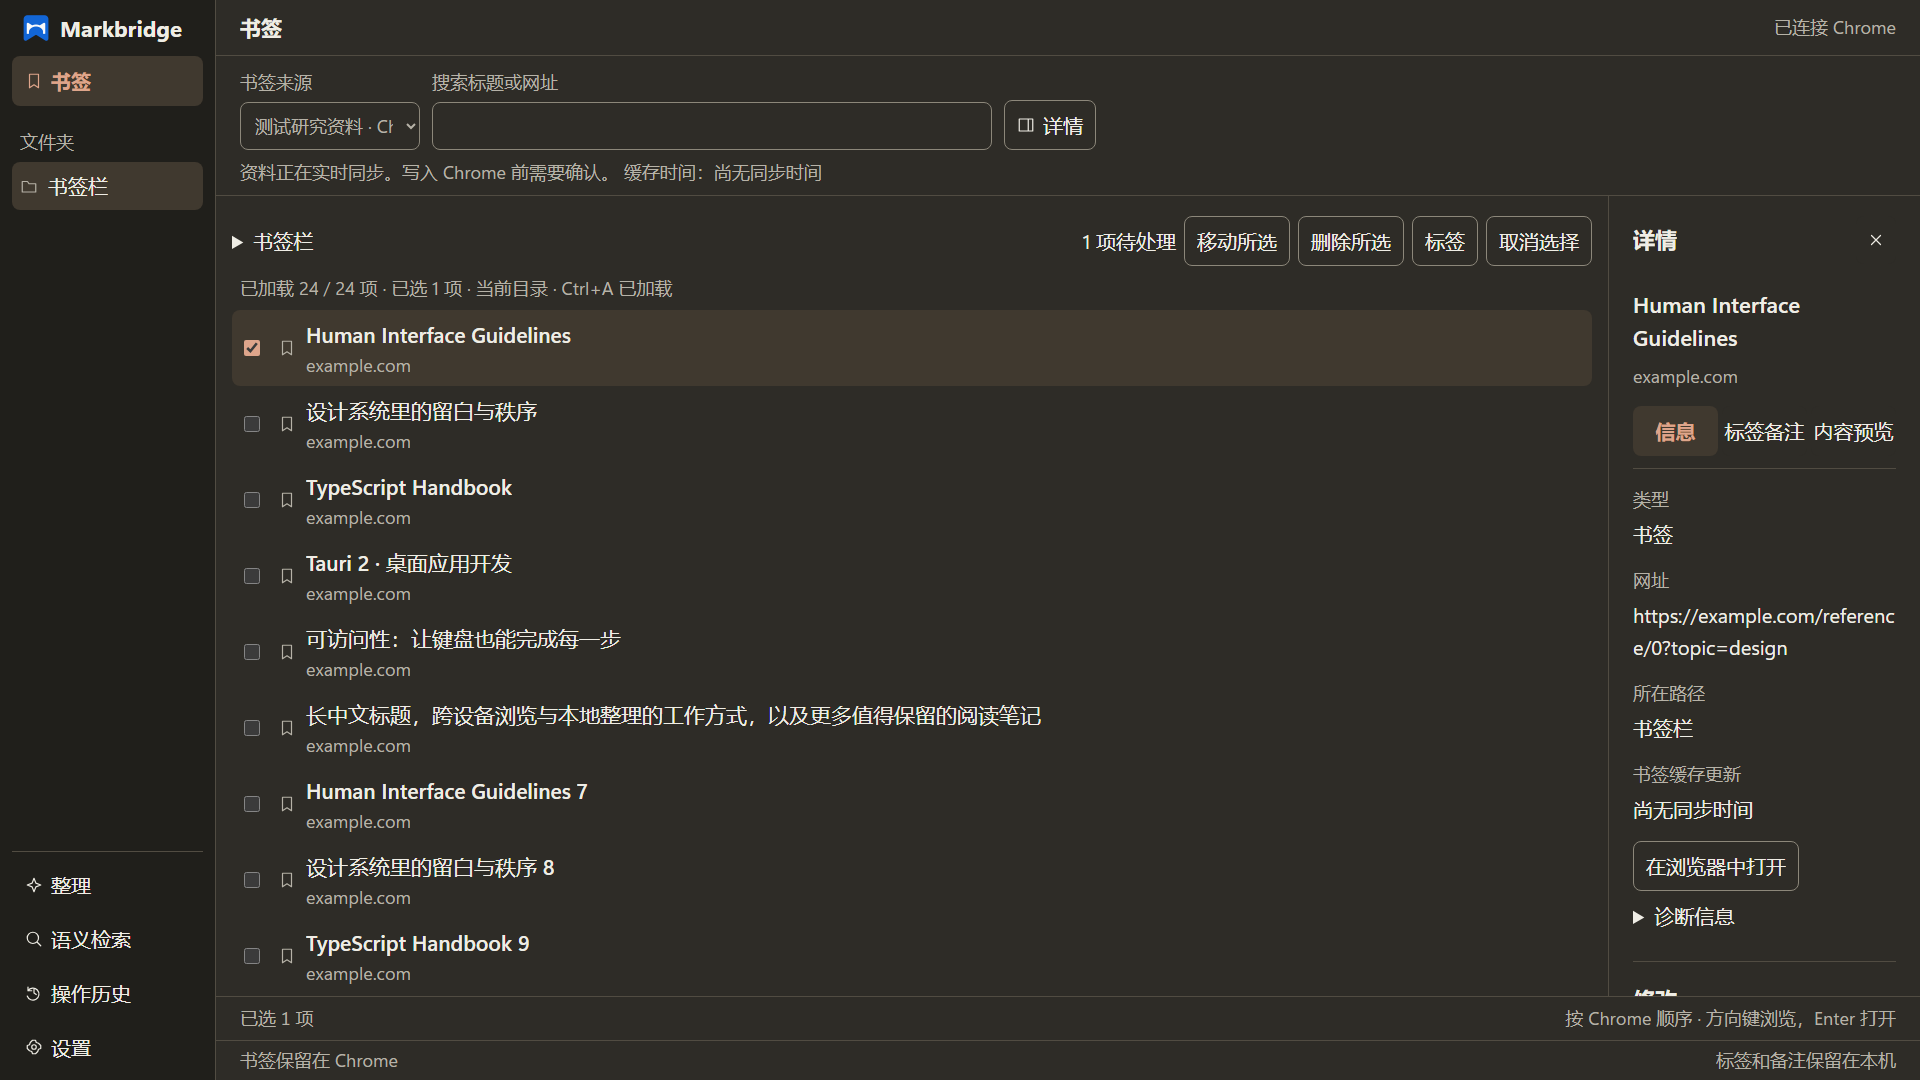 Markbridge
书签
文件夹
书签栏
整理
语义检索
操作历史
设置
书签
已连接 Chrome
书签来源
搜索标题或网址
测试研究资料 · Ch
详情
资料正在实时同步。写入 Chrome 前需要确认。 缓存时间：尚无同步时间
书签栏
1 项待处理
移动所选
删除所选
标签
取消选择
已加载 24 / 24 项 · 已选 1 项 · 当前目录 · Ctrl+A 已加载
Human Interface Guidelines
example.com
设计系统里的留白与秩序
example.com
TypeScript Handbook
example.com
Tauri 2 · 桌面应用开发
example.com
可访问性：让键盘也能完成每一步
example.com
长中文标题，跨设备浏览与本地整理的工作方式，以及更多值得保留的阅读笔记
example.com
Human Interface Guidelines 7
example.com
设计系统里的留白与秩序 8
example.com
TypeScript Handbook 9
example.com
详情
Human Interface
Guidelines
example.com
信息
标签备注
内容预览
类型
书签
网址
https://example.com/referenc
e/0?topic=design
所在路径
书签栏
书签缓存更新
尚无同步时间
在浏览器中打开
诊断信息
已选 1 项
按 Chrome 顺序 · 方向键浏览，Enter 打开
书签保留在 Chrome
标签和备注保留在本机